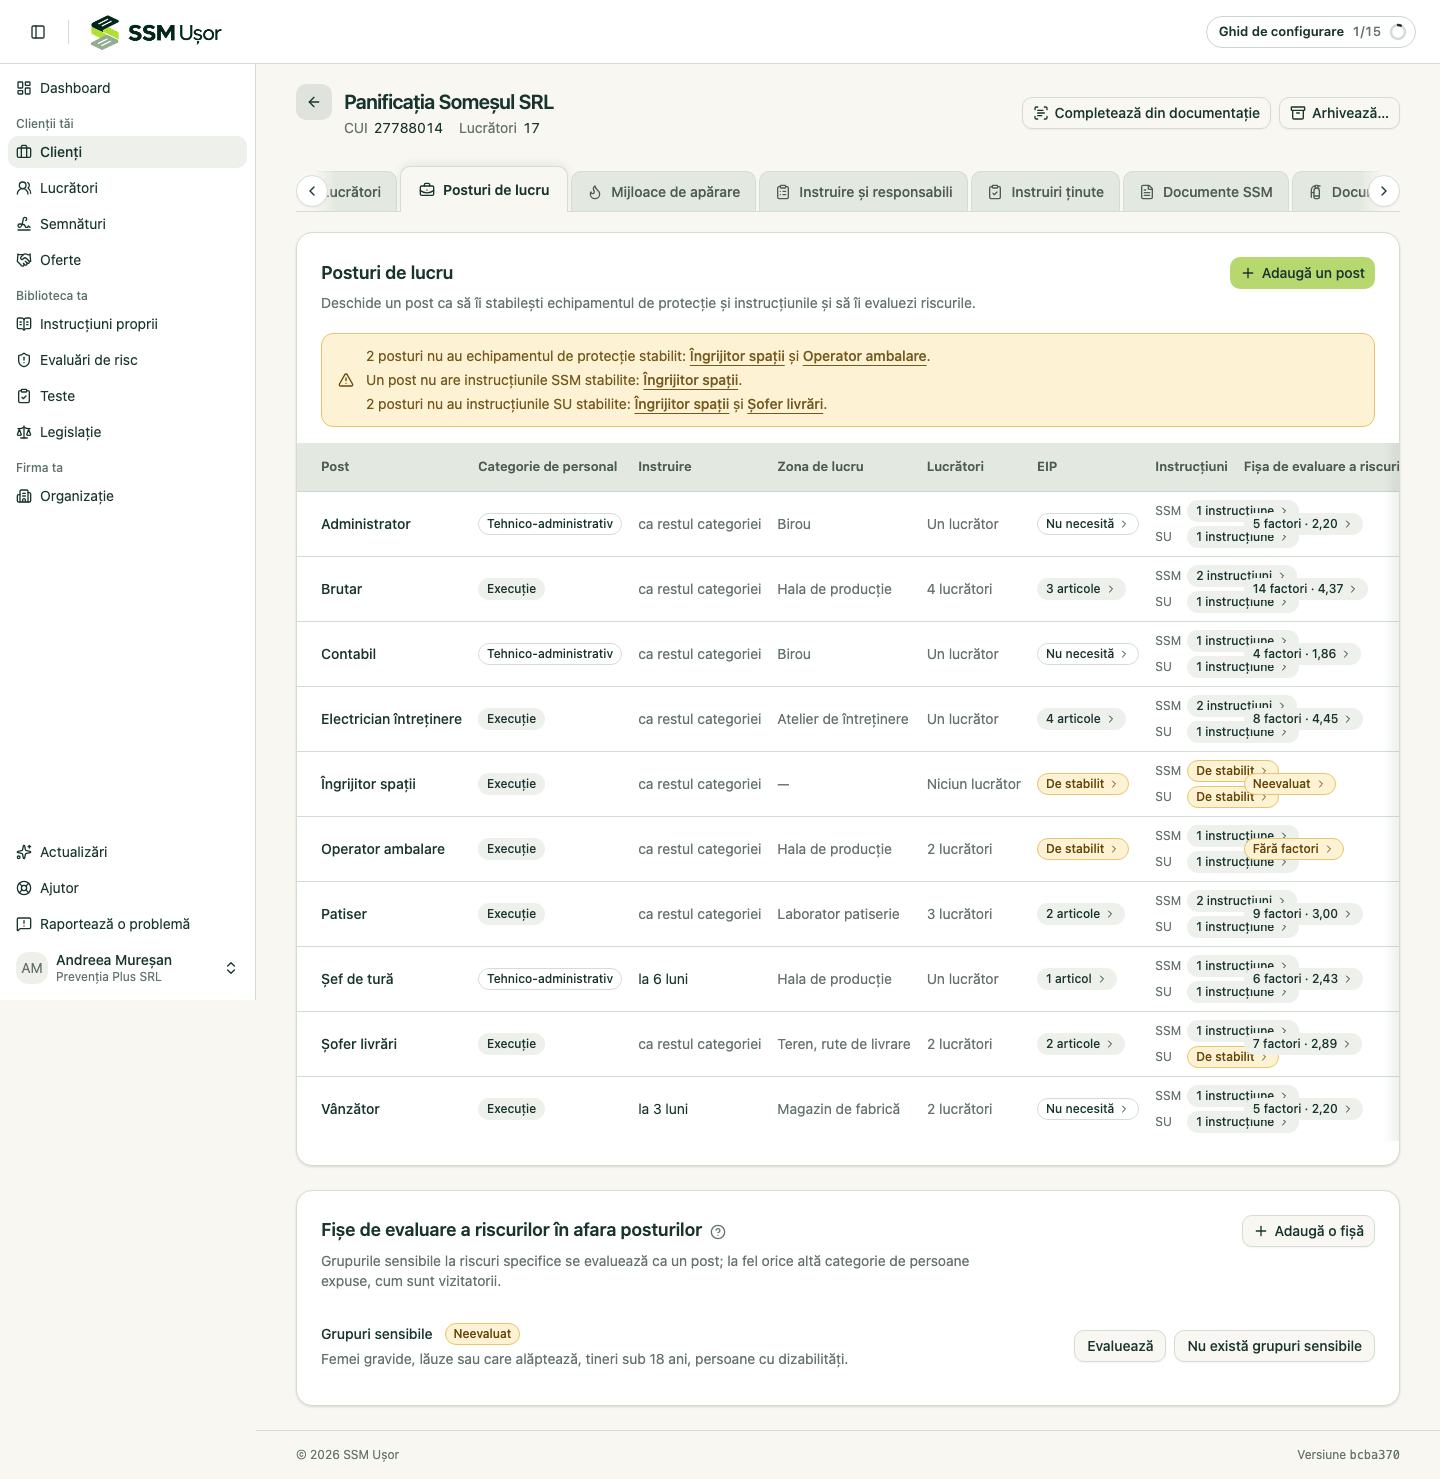 SSM Ușor
Ghid de configurare 1/15
Dashboard
Clienții tăi
Clienți
Lucrători
Semnături
Oferte
Biblioteca ta
Instrucțiuni proprii
Evaluări de risc
Teste
Legislație
Firma ta
Organizație
Actualizări
Ajutor
Raportează o problemă
AM
Andreea Mureșan
Prevenția Plus SRL
Panificația Someșul SRL
CUI 27788014 Lucrători 17
Completează din documentație
Arhivează...
Posturi de lucru
Mijloace de apărare
Instruire și responsabili
Instruiri ținute
Documente SSM
Posturi de lucru
Adaugă un post
Deschide un post ca să îi stabilești echipamentul de protecție și instrucțiunile și să îi evaluezi riscurile.
2 posturi nu au echipamentul de protecție stabilit: Îngrijitor spații și Operator ambalare.
Un post nu are instrucțiunile SSM stabilite: Îngrijitor spații.
2 posturi nu au instrucțiunile SU stabilite: Îngrijitor spații și Șofer livrări.
Post Categorie de personal Instruire Zona de lucru Lucrători EIP Instrucțiuni Fișa de evaluare a riscuri
Administrator Tehnico-administrativ ca restul categoriei Birou Un lucrător Nu necesită SSM 1 instrucțiune SU 1 instrucțiune 5 factori · 2,20
Brutar Execuție ca restul categoriei Hala de producție 4 lucrători 3 articole SSM 2 instrucțiuni SU 1 instrucțiune 14 factori · 4,37
Contabil Tehnico-administrativ ca restul categoriei Birou Un lucrător Nu necesită SSM 1 instrucțiune SU 1 instrucțiune 4 factori · 1,86
Electrician întreținere Execuție ca restul categoriei Atelier de întreținere Un lucrător 4 articole SSM 2 instrucțiuni SU 1 instrucțiune 8 factori · 4,45
Îngrijitor spații Execuție ca restul categoriei — Niciun lucrător De stabilit SSM De stabilit SU De stabilit Neevaluat
Operator ambalare Execuție ca restul categoriei Hala de producție 2 lucrători De stabilit SSM 1 instrucțiune SU 1 instrucțiune Fără factori
Patiser Execuție ca restul categoriei Laborator patiserie 3 lucrători 2 articole SSM 2 instrucțiuni SU 1 instrucțiune 9 factori · 3,00
Șef de tură Tehnico-administrativ la 6 luni Hala de producție Un lucrător 1 articol SSM 1 instrucțiune SU 1 instrucțiune 6 factori · 2,43
Șofer livrări Execuție ca restul categoriei Teren, rute de livrare 2 lucrători 2 articole SSM 1 instrucțiune SU De stabilit 7 factori · 2,89
Vânzător Execuție la 3 luni Magazin de fabrică 2 lucrători Nu necesită SSM 1 instrucțiune SU 1 instrucțiune 5 factori · 2,20
Fișe de evaluare a riscurilor în afara posturilor
Adaugă o fișă
Grupurile sensibile la riscuri specifice se evaluează ca un post; la fel orice altă categorie de persoane
expuse, cum sunt vizitatorii.
Grupuri sensibile Neevaluat
Femei gravide, lăuze sau care alăptează, tineri sub 18 ani, persoane cu dizabilități.
Evaluează
Nu există grupuri sensibile
© 2026 SSM Ușor
Versiune bcba370